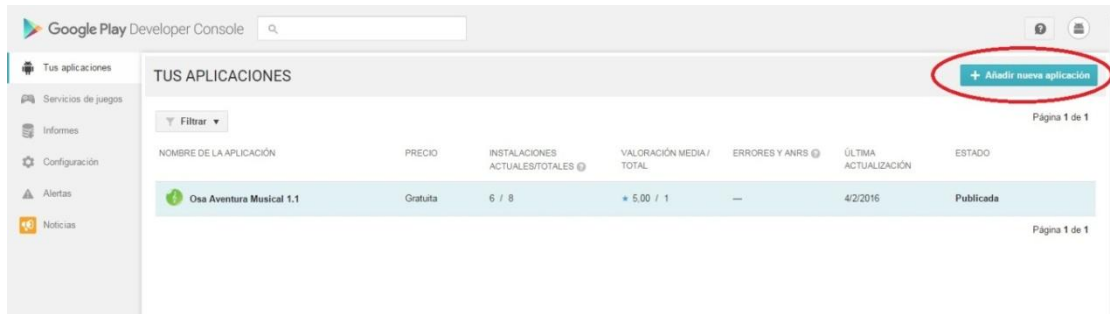 Google Play Developer Console
Tus aplicaciones
Servicios de juegos
Informes
Configuración
Alertas
Noticias
TUS APLICACIONES
+ Añadir nueva aplicación
Filtrar
Página 1 de 1
NOMBRE DE LA APLICACIÓN PRECIO INSTALACIONES ACTUALES/TOTALES VALORACIÓN MEDIA / TOTAL ERRORES Y ANRS ÚLTIMA ACTUALIZACIÓN ESTADO
Osa Aventura Musical 1.1 Gratuita 6 / 8 5,00 / 1 — 4/2/2016 Publicada
Página 1 de 1